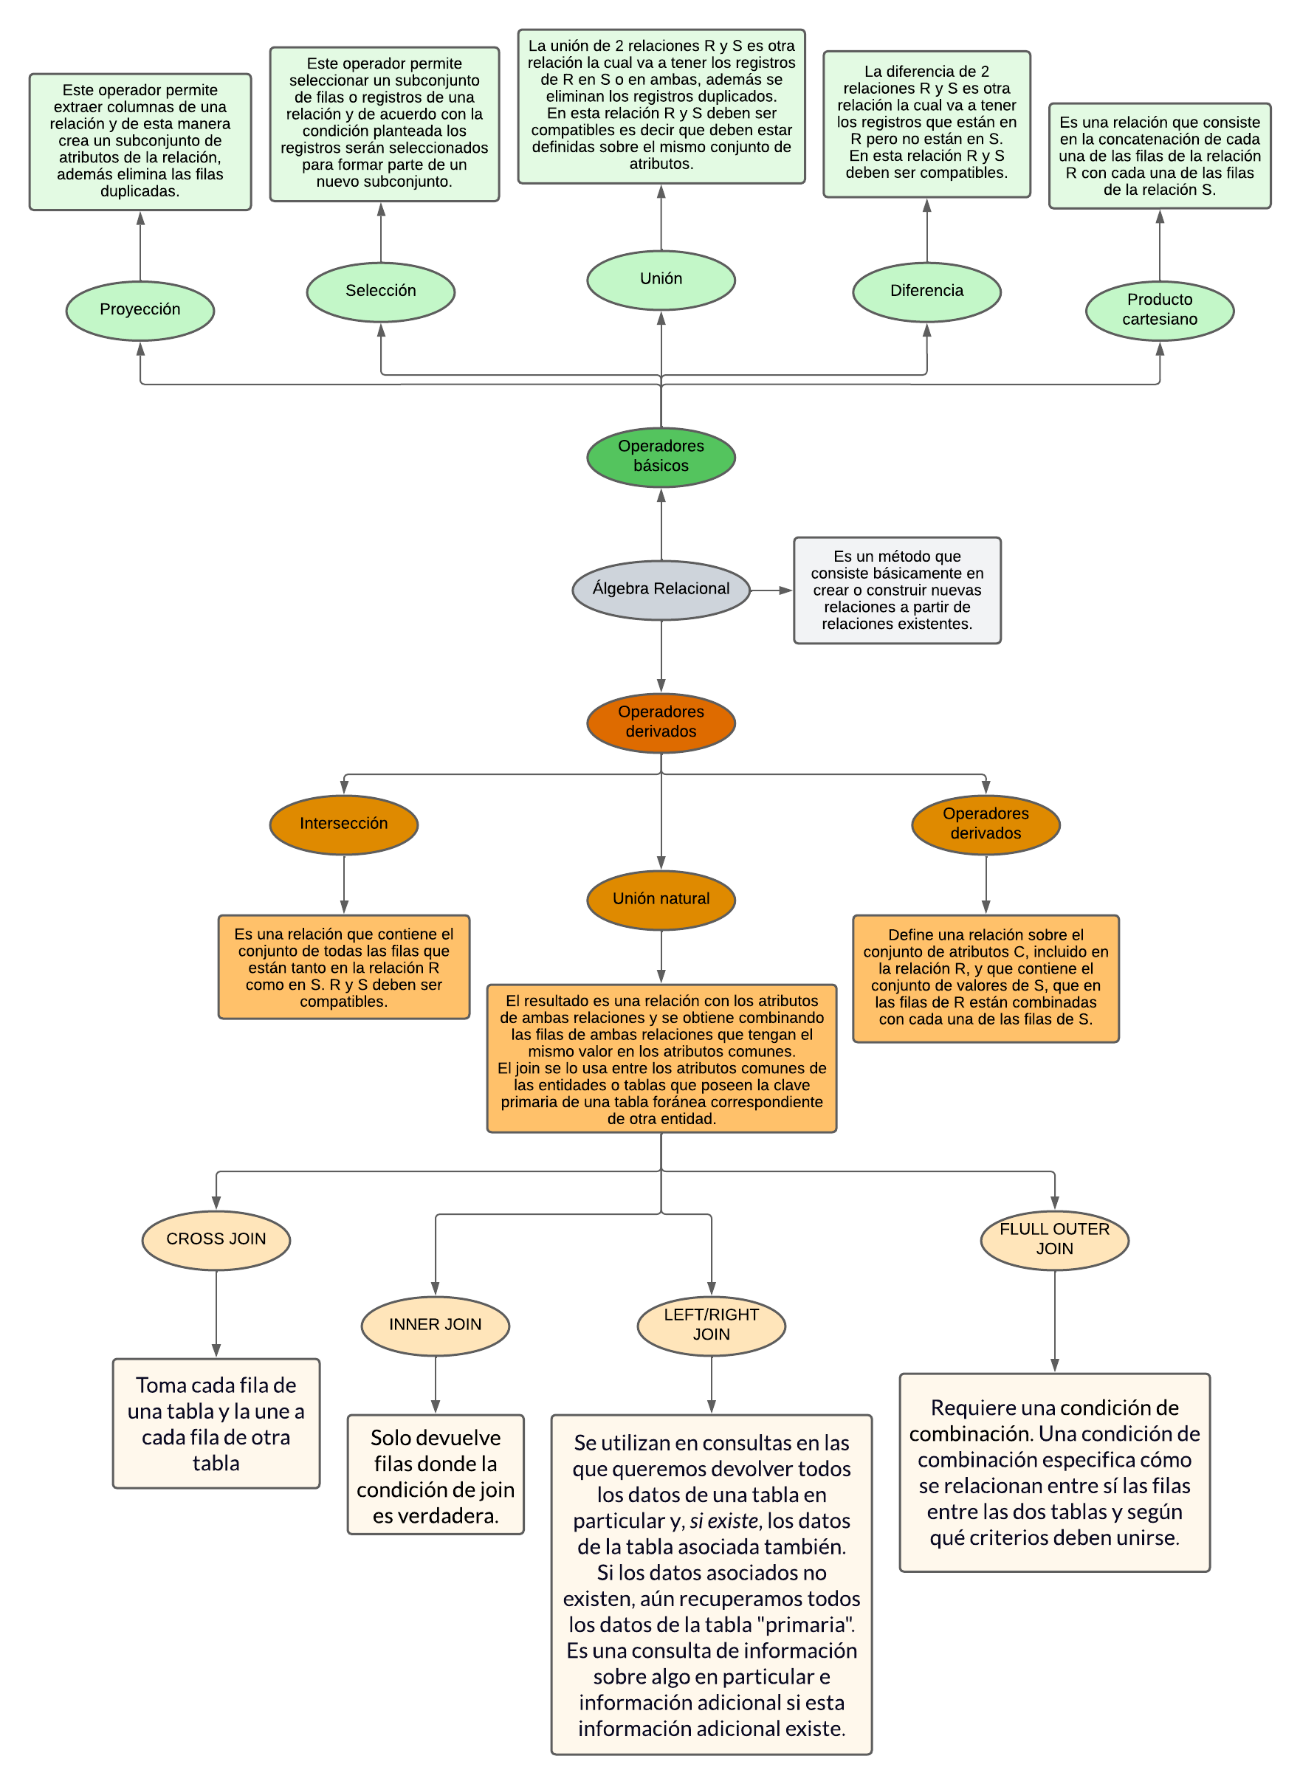 Este operador permite
extraer columnas de una
relación y de esta manera
crea un subconjunto de
atributos de la relación,
además elimina las filas
duplicadas.
Este operador permite
seleccionar un subconjunto
de filas o registros de una
relación y de acuerdo con la
condición planteada los
registros serán seleccionados
para formar parte de un
nuevo subconjunto.
La unión de 2 relaciones R y S es otra
relación la cual va a tener los registros
de R en S o en ambas, además se
eliminan los registros duplicados.
En esta relación R y S deben ser
compatibles es decir que deben estar
definidas sobre el mismo conjunto de
atributos.
La diferencia de 2
relaciones R y S es otra
relación la cual va a tener
los registros que están en
R pero no están en S.
En esta relación R y S
deben ser compatibles.
Es una relación que consiste
en la concatenación de cada
una de las filas de la relación
R con cada una de las filas
de la relación S.
Proyección
Selección
Unión
Diferencia
Producto
cartesiano
Operadores
básicos
Álgebra Relacional
Es un método que
consiste básicamente en
crear o construir nuevas
relaciones a partir de
relaciones existentes.
Operadores
derivados
Intersección
Unión natural
Operadores
derivados
Es una relación que contiene el
conjunto de todas las filas que
están tanto en la relación R
como en S. R y S deben ser
compatibles.
El resultado es una relación con los atributos
de ambas relaciones y se obtiene combinando
las filas de ambas relaciones que tengan el
mismo valor en los atributos comunes.
El join se lo usa entre los atributos comunes de
las entidades o tablas que poseen la clave
primaria de una tabla foránea correspondiente
de otra entidad.
Define una relación sobre el
conjunto de atributos C, incluido en
la relación R, y que contiene el
conjunto de valores de S, que en
las filas de R están combinadas
con cada una de las filas de S.
CROSS JOIN
INNER JOIN
LEFT/RIGHT
JOIN
FLULL OUTER
JOIN
Toma cada fila de
una tabla y la une a
cada fila de otra
tabla
Solo devuelve
filas donde la
condición de join
es verdadera.
Se utilizan en consultas en las
que queremos devolver todos
los datos de una tabla en
particular y, si existe, los datos
de la tabla asociada también.
Si los datos asociados no
existen, aún recuperamos todos
los datos de la tabla "primaria".
Es una consulta de información
sobre algo en particular e
información adicional si esta
información adicional existe.
Requiere una condición de
combinación. Una condición de
combinación especifica cómo
se relacionan entre sí las filas
entre las dos tablas y según
qué criterios deben unirse.